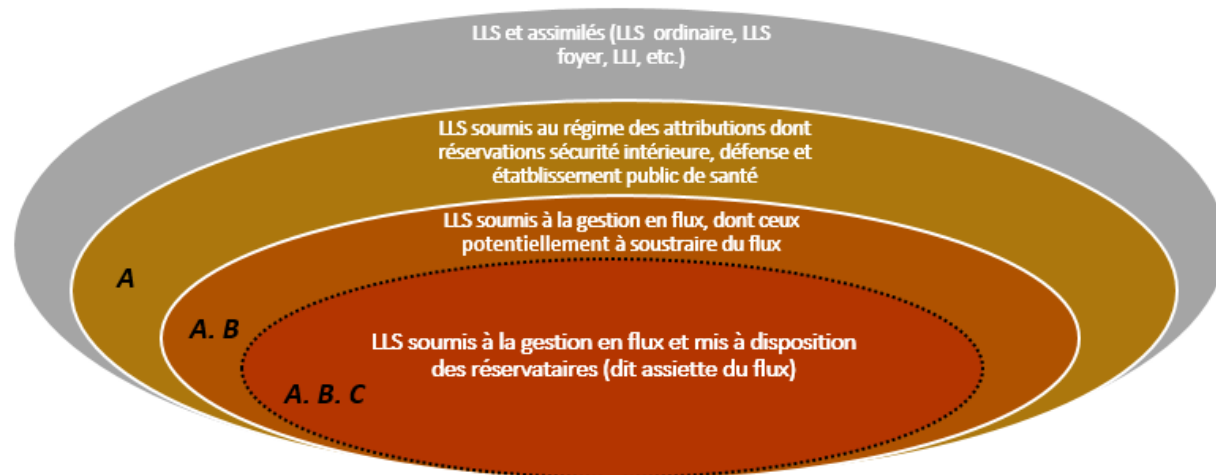 LLS et assimilés (LLS ordinaire, LLS
foyer, LLI, etc.)
LLS soumis au régime des attributions dont
réservations sécurité intérieure, défense et
étatblissement public de santé
LLS soumis à la gestion en flux, dont ceux
potentiellement à soustraire du flux
A
A. B
LLS soumis à la gestion en flux et mis à disposition
des réservataires (dit assiette du flux)
A. B. C